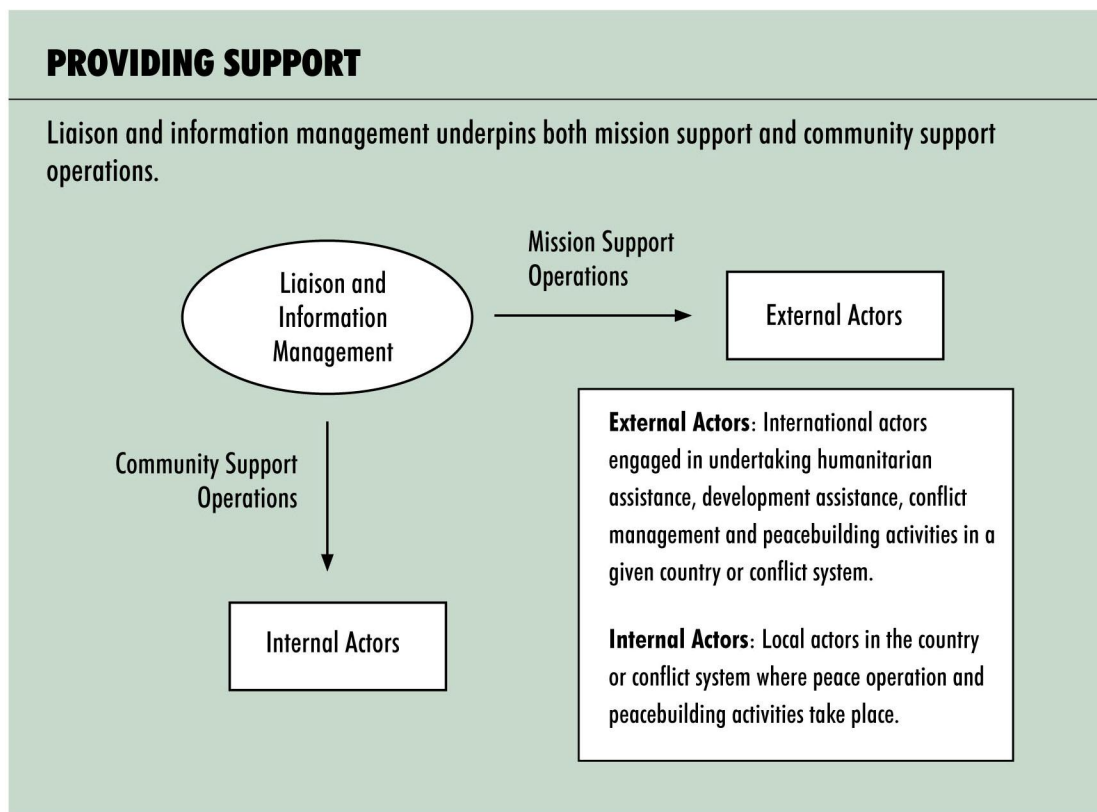 PROVIDING SUPPORT
Liaison and information management underpins both mission support and community support
operations.
Liaison and
Information
Management
Mission Support
Operations
External Actors
Community Support
Operations
Internal Actors
External Actors: International actors
engaged in undertaking humanitarian
assistance, development assistance, conflict
management and peacebuilding activities in a
given country or conflict system.
Internal Actors: Local actors in the country
or conflict system where peace operation and
peacebuilding activities take place.